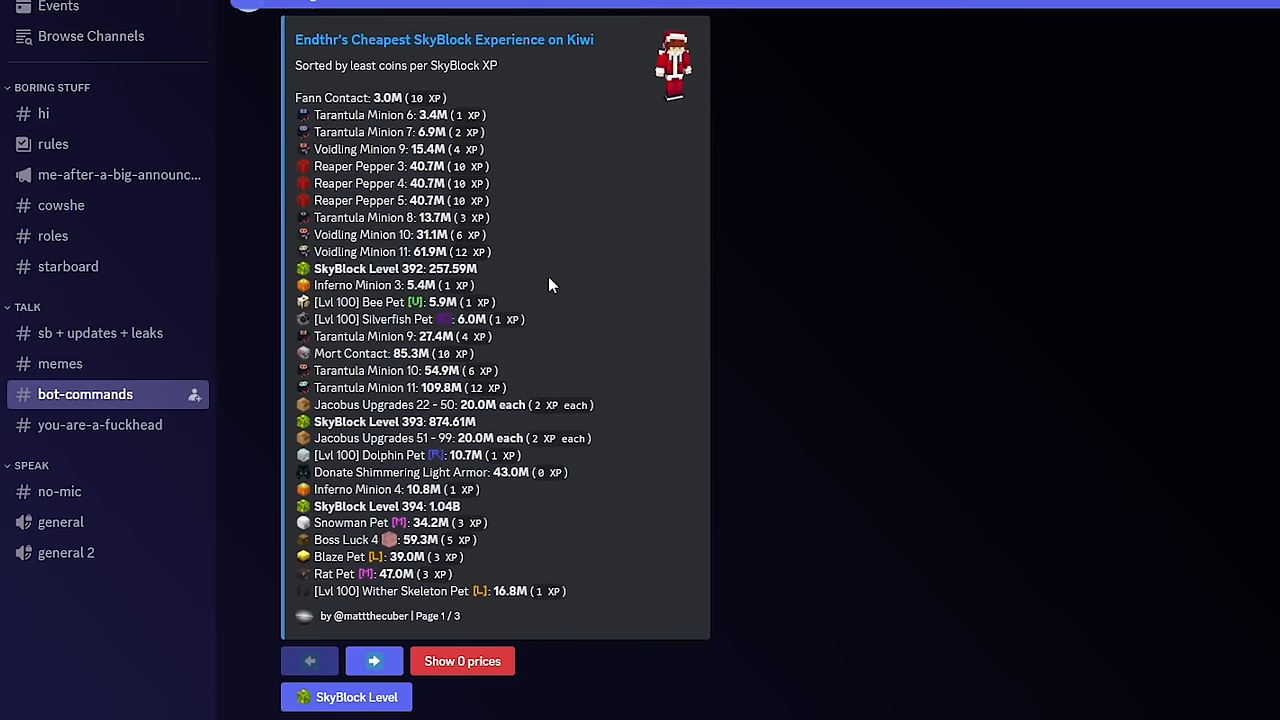 Events
Browse Channels
BORING STUFF
# hi
rules
me-after-a-big-announc...
# cowshe
# roles
# starboard
TALK
# sb + updates + leaks
# memes
# bot-commands
# you-are-a-fuckhead
SPEAK
# no-mic
general
general 2
Endthr's Cheapest SkyBlock Experience on Kiwi
Sorted by least coins per SkyBlock XP
Fann Contact: 3.0M (10 XP)
Tarantula Minion 6: 3.4M (1 XP)
Tarantula Minion 7: 6.9M (2 XP)
Voidling Minion 9: 15.4M (4 XP)
Reaper Pepper 3: 40.7M (10 XP)
Reaper Pepper 4: 40.7M (10 XP)
Reaper Pepper 5: 40.7M (10 XP)
Tarantula Minion 8: 13.7M (3 XP)
Voidling Minion 10: 31.1M (6 XP)
Voidling Minion 11: 61.9M (12 XP)
SkyBlock Level 392: 257.59M
Inferno Minion 3: 5.4M (1 XP)
[Lvl 100] Bee Pet [U]: 5.9M (1 XP)
[Lvl 100] Silverfish Pet : 6.0M (1 XP)
Tarantula Minion 9: 27.4M (4 XP)
Mort Contact: 85.3M (10 XP)
Tarantula Minion 10: 54.9M (6 XP)
Tarantula Minion 11: 109.8M (12 XP)
Jacobus Upgrades 22 - 50: 20.0M each (2 XP each)
SkyBlock Level 393: 874.61M
Jacobus Upgrades 51 - 99: 20.0M each (2 XP each)
[Lvl 100] Dolphin Pet [R]: 10.7M (1 XP)
Donate Shimmering Light Armor: 43.0M (0 XP)
Inferno Minion 4: 10.8M (1 XP)
SkyBlock Level 394: 1.04B
Snowman Pet [M]: 34.2M (3 XP)
Boss Luck 4 : 59.3M (5 XP)
Blaze Pet [L]: 39.0M (3 XP)
Rat Pet [M]: 47.0M (3 XP)
[Lvl 100] Wither Skeleton Pet [L]: 16.8M (1 XP)
by @mattthecuber | Page 1 / 3
Show 0 prices
SkyBlock Level